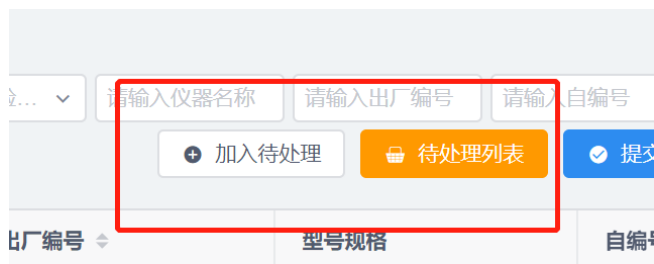 请输入仪器名称 请输入出厂编号 请输入自编号
加入待处理 待处理列表 提交
出厂编号 型号规格 自编号